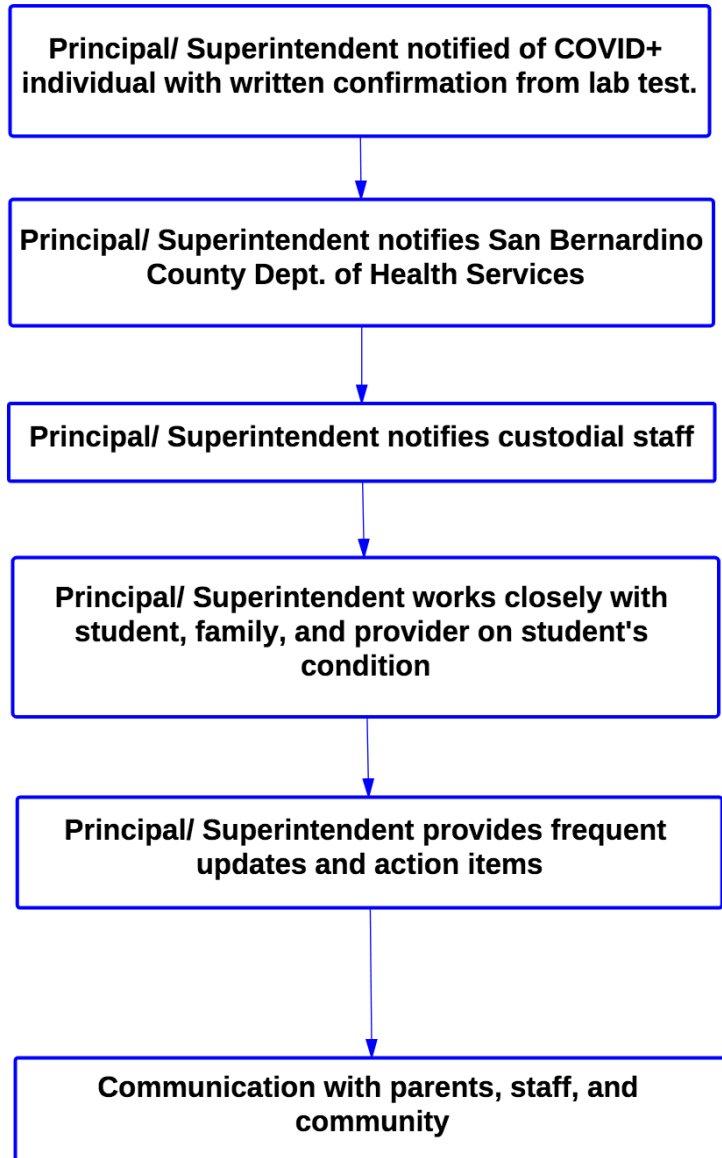 Principal/ Superintendent notified of COVID+
individual with written confirmation from lab test.
Principal/ Superintendent notifies San Bernardino
County Dept. of Health Services
Principal/ Superintendent notifies custodial staff
Principal/ Superintendent works closely with
student, family, and provider on student's
condition
Principal/ Superintendent provides frequent
updates and action items
Communication with parents, staff, and
community